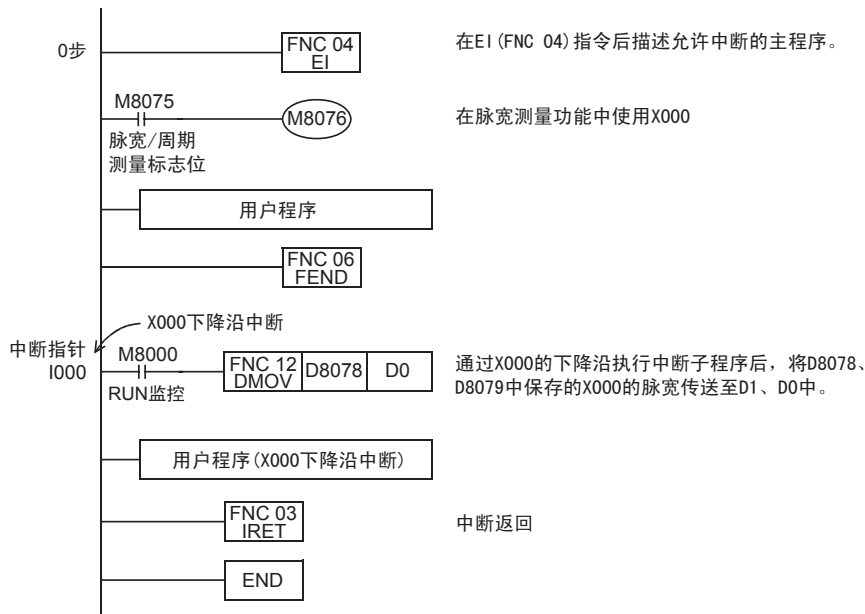 0步
FNC 04
EI
在EI(FNC 04)指令后描述允许中断的主程序。
M8075
M8076
在脉宽测量功能中使用X000
脉宽/周期
测量标志位
用户程序
FNC 06
FEND
X000下降沿中断
中断指针
I000
M8000
RUN监控
FNC 12
DMOV
D8078
D0
通过X000的下降沿执行中断子程序后，将D8078、
D8079中保存的X000的脉宽传送至D1、D0中。
用户程序(X000下降沿中断)
FNC 03
IRET
中断返回
END